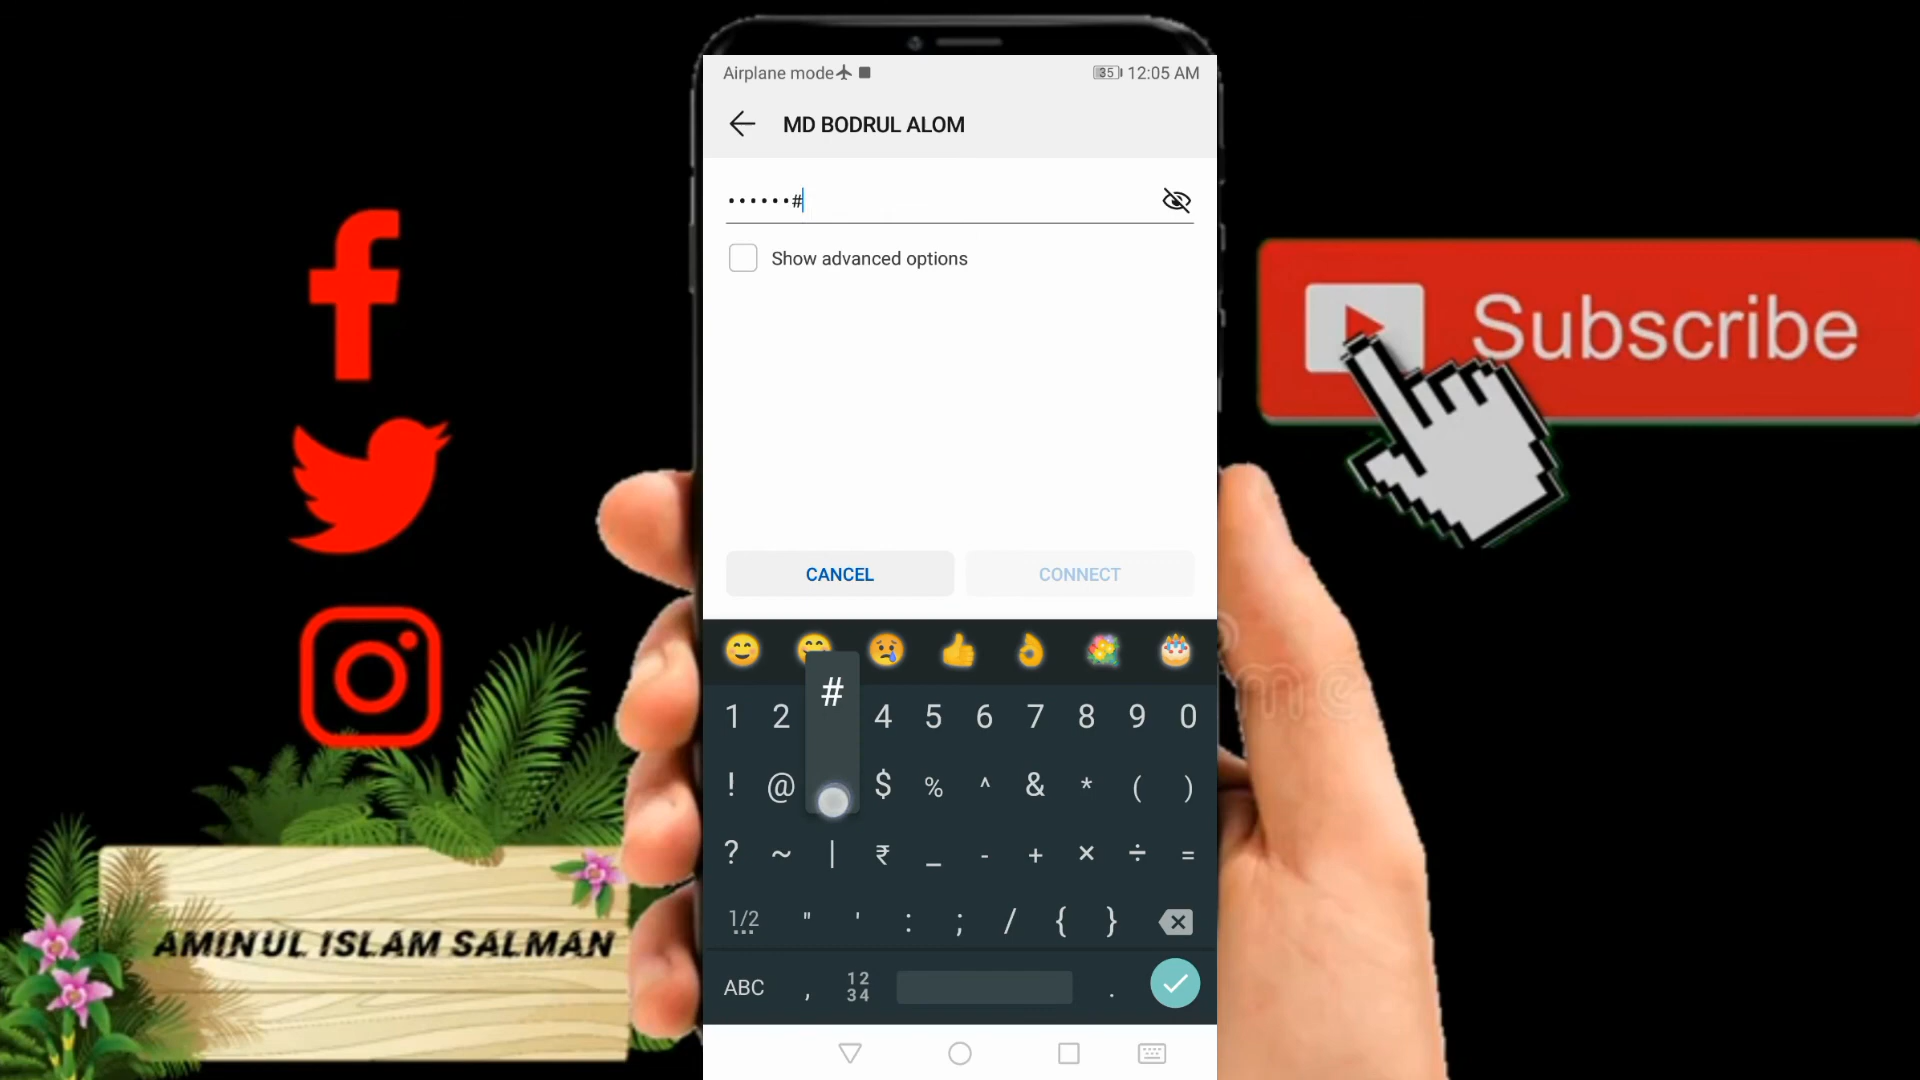 Airplane mode 35 12:05 AM
MD BODRUL ALOM
••••••#
Show advanced options
CANCEL CONNECT
#
1 2 4 5 6 7 8 9 0
! @ $ % ^ & * ( )
? ~ | ₹ _ - + × ÷ =
1/2 " ' : ; / { }
ABC , 12 34 .
Subscribe
AMINUL ISLAM SALMAN